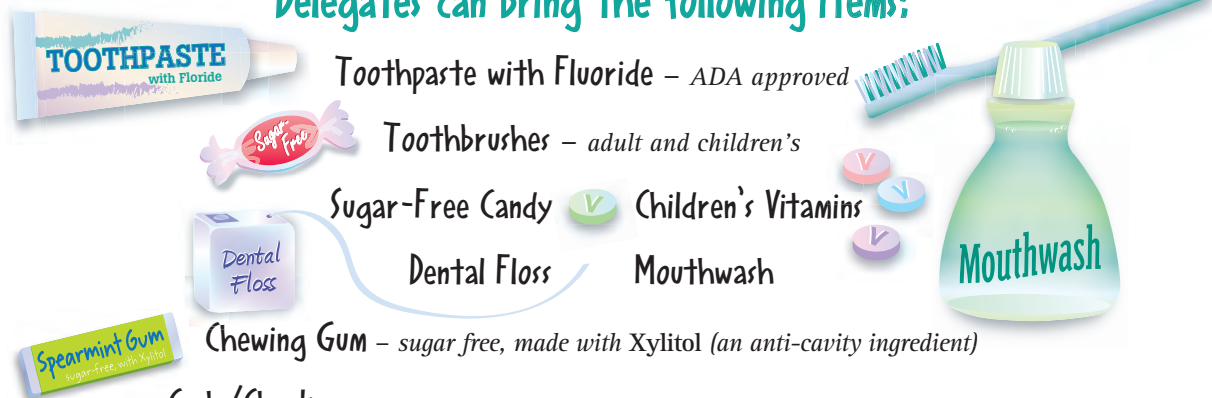 Delegates can bring the following items:
TOOTHPASTE
with Floride
Toothpaste with Fluoride – ADA approved
Sugar-
Free
Toothbrushes – adult and children's
Sugar-Free Candy V Children's Vitamins
V
V
V
Dental
Floss
Dental Floss Mouthwash
Mouthwash
Spearmint Gum
sugar-free, with Xylitol
Chewing Gum – sugar free, made with Xylitol (an anti-cavity ingredient)